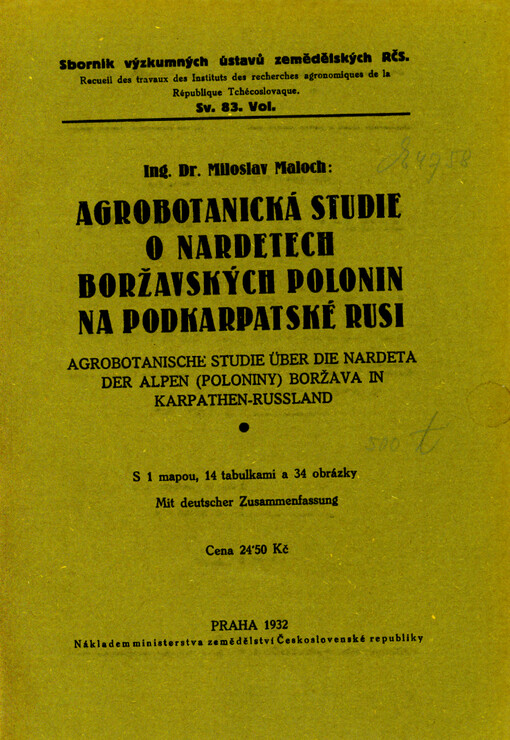 Sborník výzkumných ústavů zemědělských RČS.
Recueil des travaux des Instituts des recherches agronomiques de la
République Tchécoslovaque.
Sv. 83. Vol.
Ing. Dr. Miloslav Maloch:
AGROBOTANICKÁ STUDIE
O NARDETECH
BORŽAVSKÝCH POLONIN
NA PODKARPATSKÉ RUSI
AGROBOTANISCHE STUDIE ÜBER DIE NARDETA
DER ALPEN (POLONINY) BORŽAVA IN
KARPATHEN-RUSSLAND
S 1 mapou, 14 tabulkami a 34 obrázky
Mit deutscher Zusammenfassung
Cena 24'50 Kč
PRAHA 1932
Nákladem ministerstva zemědělství Československé republiky